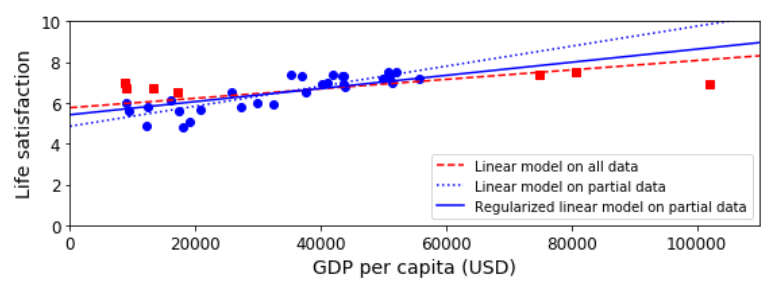 10
8
6
4
2
0
Life satisfaction
Linear model on all data
Linear model on partial data
Regularized linear model on partial data
0 20000 40000 60000 80000 100000
GDP per capita (USD)